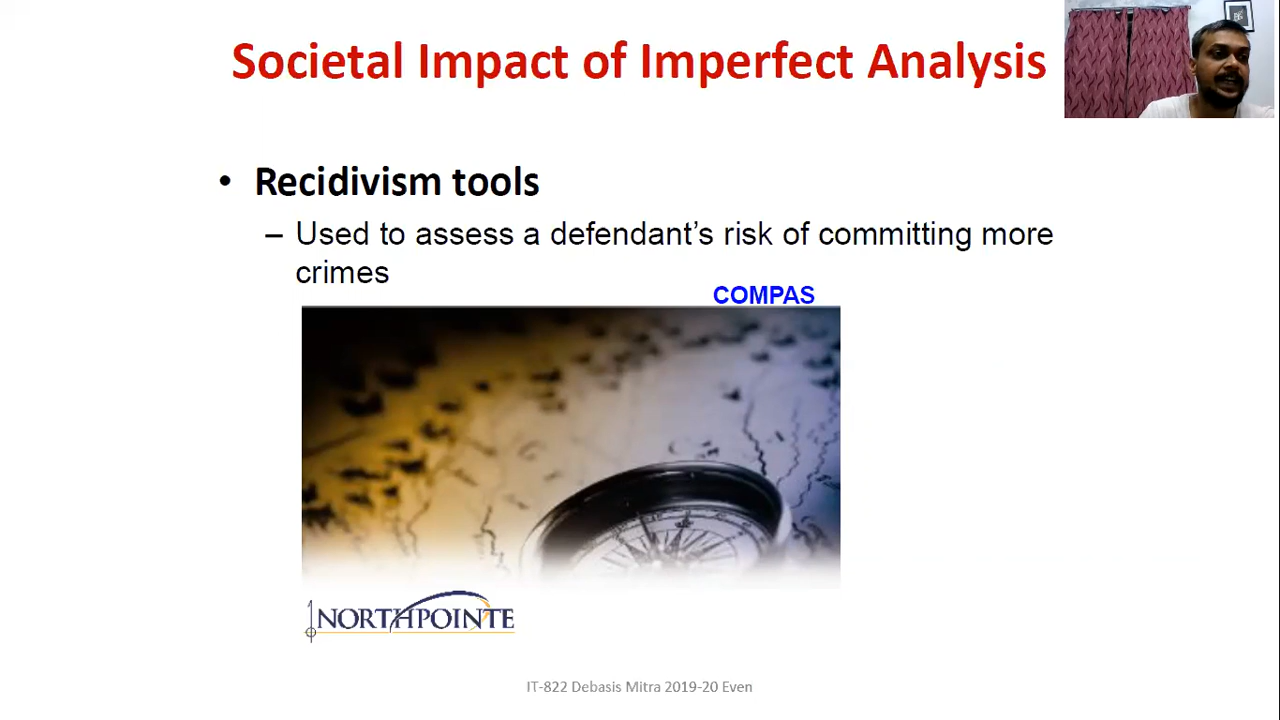 Societal Impact of Imperfect Analysis
• Recidivism tools
– Used to assess a defendant’s risk of committing more
crimes
COMPAS
NORTHPOINTE
IT-822 Debasis Mitra 2019-20 Even